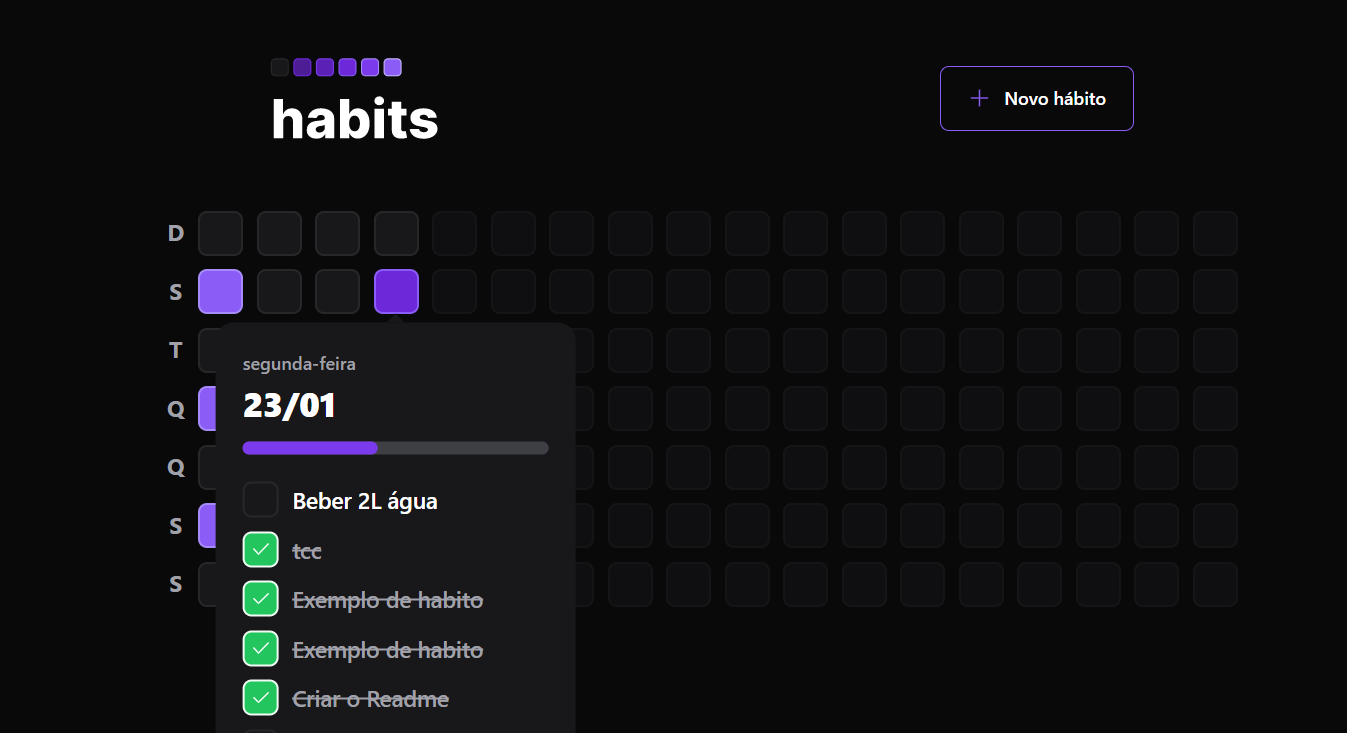 habits
Novo hábito
D
S
T
Q
Q
S
S
segunda-feira
23/01
Beber 2L água
tcc
Exemplo de habito
Exemplo de habito
Criar o Readme